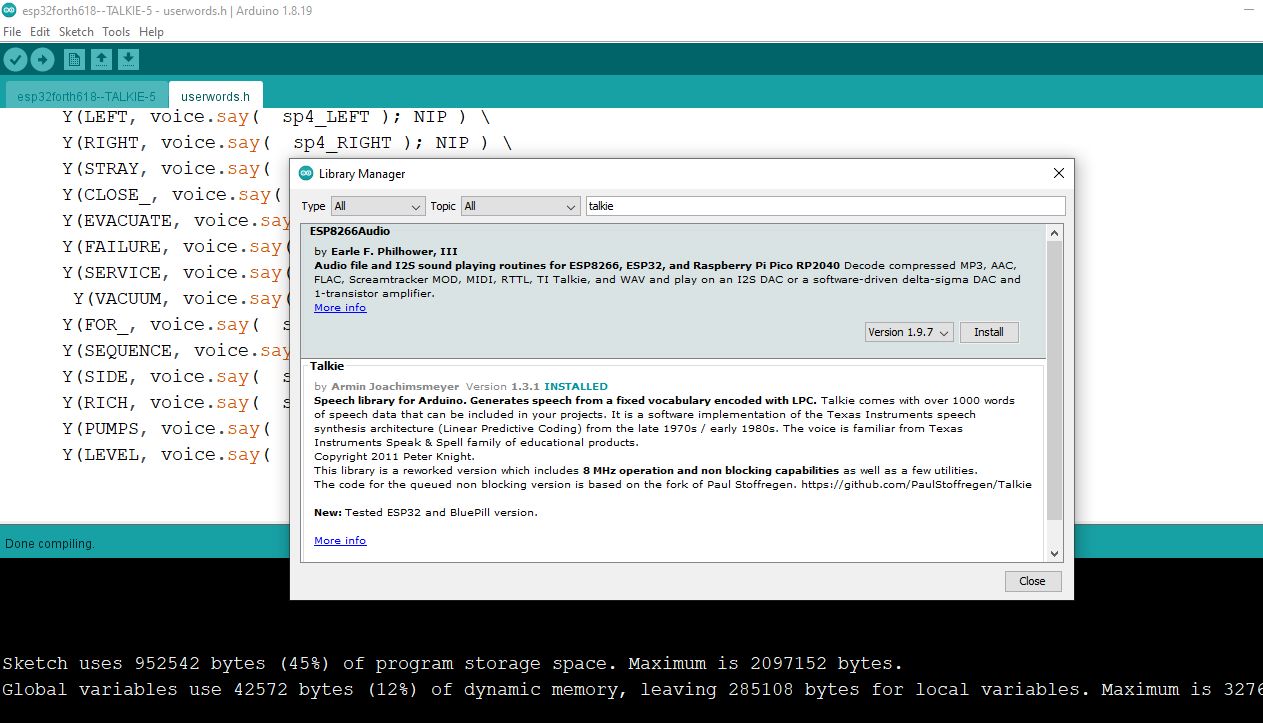 esp32forth618--TALKIE-5 - userwords.h | Arduino 1.8.19
File Edit Sketch Tools Help
esp32forth618--TALKIE-5 userwords.h
Y(LEFT, voice.say( sp4_LEFT ); NIP ) \
Y(RIGHT, voice.say( sp4_RIGHT ); NIP ) \
Y(STRAY, voice.say(
Y(CLOSE_, voice.say(
Y(EVACUATE, voice.say
Y(FAILURE, voice.say(
Y(SERVICE, voice.say(
Y(VACUUM, voice.say(
Y(FOR_, voice.say( s
Y(SEQUENCE, voice.say
Y(SIDE, voice.say( s
Y(RICH, voice.say( s
Y(PUMPS, voice.say(
Y(LEVEL, voice.say(
Library Manager
Type All Topic All talkie
ESP8266Audio
by Earle F. Philhower, III
Audio file and I2S sound playing routines for ESP8266, ESP32, and Raspberry Pi Pico RP2040 Decode compressed MP3, AAC,
FLAC, Screamtracker MOD, MIDI, RTTL, TI Talkie, and WAV and play on an I2S DAC or a software-driven delta-sigma DAC and
1-transistor amplifier.
More info
Version 1.9.7 Install
Talkie
by Armin Joachimsmeyer Version 1.3.1 INSTALLED
Speech library for Arduino. Generates speech from a fixed vocabulary encoded with LPC. Talkie comes with over 1000 words
of speech data that can be included in your projects. It is a software implementation of the Texas Instruments speech
synthesis architecture (Linear Predictive Coding) from the late 1970s / early 1980s. The voice is familiar from Texas
Instruments Speak & Spell family of educational products.
Copyright 2011 Peter Knight.
This library is a reworked version which includes 8 MHz operation and non blocking capabilities as well as a few utilities.
The code for the queued non blocking version is based on the fork of Paul Stoffregen. https://github.com/PaulStoffregen/Talkie
New: Tested ESP32 and BluePill version.
More info
Close
Done compiling.
Sketch uses 952542 bytes (45%) of program storage space. Maximum is 2097152 bytes.
Global variables use 42572 bytes (12%) of dynamic memory, leaving 285108 bytes for local variables. Maximum is 3276